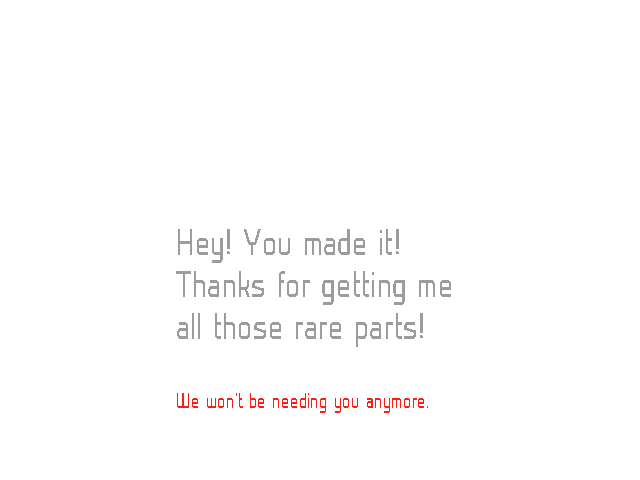 Hey! You made it!
Thanks for getting me
all those rare parts!
We won't be needing you anymore.